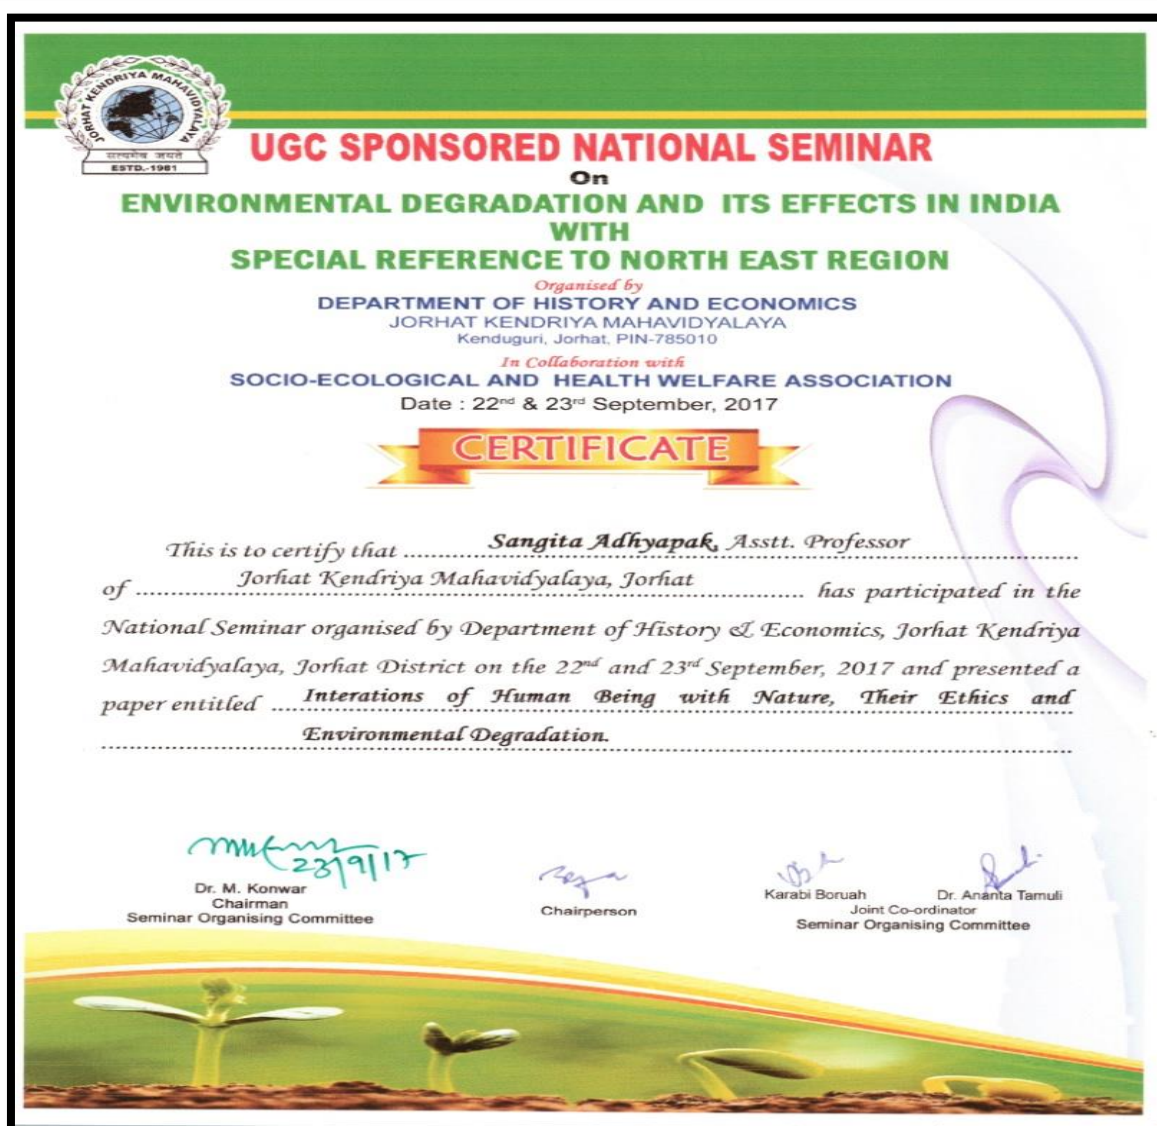 JORHAT KENDRIYA MAHAVIDYALAYA
सत्यमेव जयते
ESTD.-1981
UGC SPONSORED NATIONAL SEMINAR
On
ENVIRONMENTAL DEGRADATION AND ITS EFFECTS IN INDIA
WITH
SPECIAL REFERENCE TO NORTH EAST REGION
Organised by
DEPARTMENT OF HISTORY AND ECONOMICS
JORHAT KENDRIYA MAHAVIDYALAYA
Kenduguri, Jorhat, PIN-785010
In Collaboration with
SOCIO-ECOLOGICAL AND HEALTH WELFARE ASSOCIATION
Date : 22nd & 23rd September, 2017
CERTIFICATE
This is to certify that Sangita Adhyapak, Asstt. Professor
of Jorhat Kendriya Mahavidyalaya, Jorhat has participated in the
National Seminar organised by Department of History & Economics, Jorhat Kendriya
Mahavidyalaya, Jorhat District on the 22nd and 23rd September, 2017 and presented a
paper entitled Interations of Human Being with Nature, Their Ethics and
Environmental Degradation.
23/9/17
Dr. M. Konwar
Chairman
Seminar Organising Committee
Chairperson
Karabi Boruah Dr. Ananta Tamuli
Joint Co-ordinator
Seminar Organising Committee